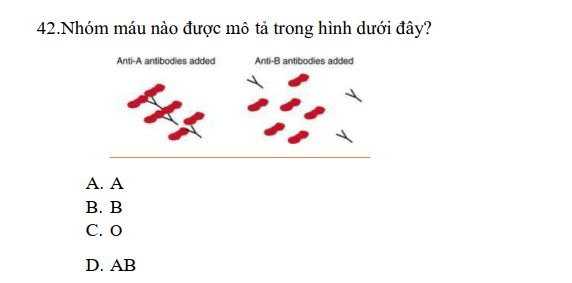 42.Nhóm máu nào được mô tả trong hình dưới đây?
Anti-A antibodies added Anti-B antibodies added
A. A
B. B
C. O
D. AB